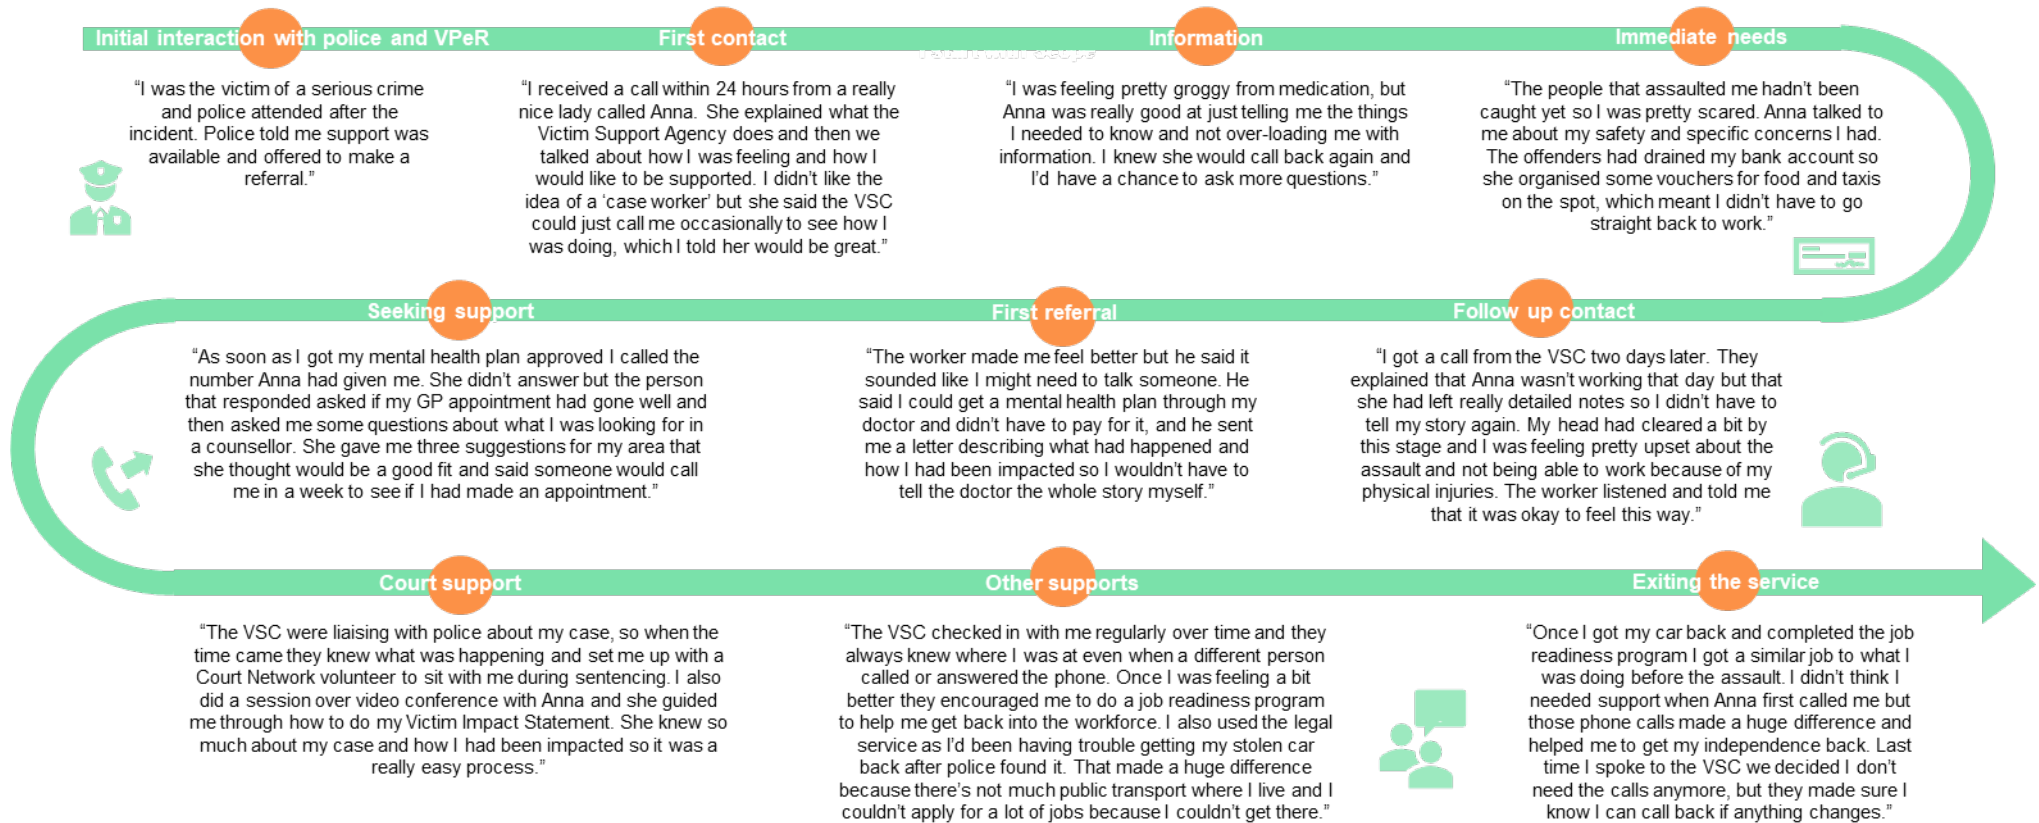 Initial interaction with police and VPeR
“I was the victim of a serious crime
and police attended after the
incident. Police told me support was
available and offered to make a
referral.”
First contact
“I received a call within 24 hours from a really
nice lady called Anna. She explained what the
Victim Support Agency does and then we
talked about how I was feeling and how I
would like to be supported. I didn’t like the
idea of a ‘case worker’ but she said the VSC
could just call me occasionally to see how I
was doing, which I told her would be great.”
Information
“I was feeling pretty groggy from medication, but
Anna was really good at just telling me the things
I needed to know and not over-loading me with
information. I knew she would call back again and
I’d have a chance to ask more questions.”
Immediate needs
“The people that assaulted me hadn’t been
caught yet so I was pretty scared. Anna talked to
me about my safety and specific concerns I had.
The offenders had drained my bank account so
she organised some vouchers for food and taxis
on the spot, which meant I didn’t have to go
straight back to work.”
Follow up contact
“I got a call from the VSC two days later. They
explained that Anna wasn’t working that day but that
she had left really detailed notes so I didn’t have to
tell my story again. My head had cleared a bit by
this stage and I was feeling pretty upset about the
assault and not being able to work because of my
physical injuries. The worker listened and told me
that it was okay to feel this way.”
First referral
“The worker made me feel better but he said it
sounded like I might need to talk someone. He
said I could get a mental health plan through my
doctor and didn’t have to pay for it, and he sent
me a letter describing what had happened and
how I had been impacted so I wouldn’t have to
tell the doctor the whole story myself.”
Seeking support
“As soon as I got my mental health plan approved I called the
number Anna had given me. She didn’t answer but the person
that responded asked if my GP appointment had gone well and
then asked me some questions about what I was looking for in
a counsellor. She gave me three suggestions for my area that
she thought would be a good fit and said someone would call
me in a week to see if I had made an appointment.”
Court support
“The VSC were liaising with police about my case, so when the
time came they knew what was happening and set me up with a
Court Network volunteer to sit with me during sentencing. I also
did a session over video conference with Anna and she guided
me through how to do my Victim Impact Statement. She knew so
much about my case and how I had been impacted so it was a
really easy process.”
Other supports
“The VSC checked in with me regularly over time and they
always knew where I was at even when a different person
called or answered the phone. Once I was feeling a bit
better they encouraged me to do a job readiness program
to help me get back into the workforce. I also used the legal
service as I’d been having trouble getting my stolen car
back after police found it. That made a huge difference
because there’s not much public transport where I live and I
couldn’t apply for a lot of jobs because I couldn’t get there.”
Exiting the service
“Once I got my car back and completed the job
readiness program I got a similar job to what I
was doing before the assault. I didn’t think I
needed support when Anna first called me but
those phone calls made a huge difference and
helped me to get my independence back. Last
time I spoke to the VSC we decided I don’t
need the calls anymore, but they made sure I
know I can call back if anything changes.”